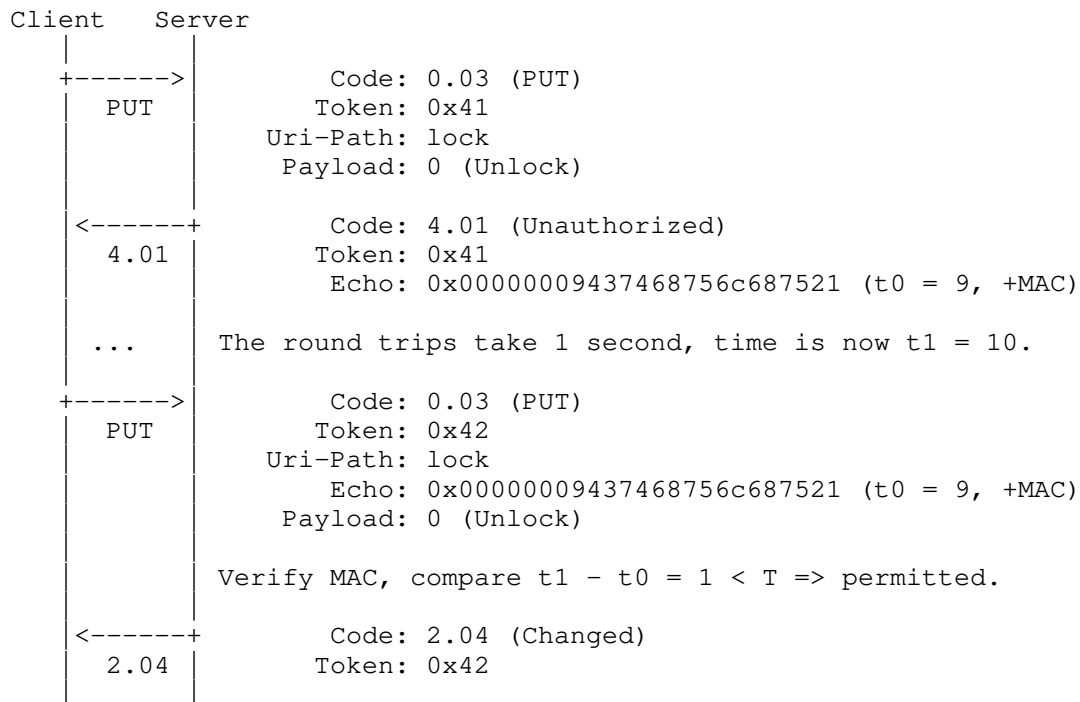 Client   Server
   |       |
   +------>|        Code: 0.03 (PUT)
   |  PUT  |       Token: 0x41
   |       |    Uri-Path: lock
   |       |     Payload: 0 (Unlock)
   |       |
   |<------+        Code: 4.01 (Unauthorized)
   |  4.01 |       Token: 0x41
   |       |        Echo: 0x00000009437468756c687521 (t0 = 9, +MAC)
   |       |
   | ...   | The round trips take 1 second, time is now t1 = 10.
   |       |
   +------>|        Code: 0.03 (PUT)
   |  PUT  |       Token: 0x42
   |       |    Uri-Path: lock
   |       |        Echo: 0x00000009437468756c687521 (t0 = 9, +MAC)
   |       |     Payload: 0 (Unlock)
   |       |
   |       | Verify MAC, compare t1 - t0 = 1 < T => permitted.
   |       |
   |<------+        Code: 2.04 (Changed)
   |  2.04 |       Token: 0x42
   |       |